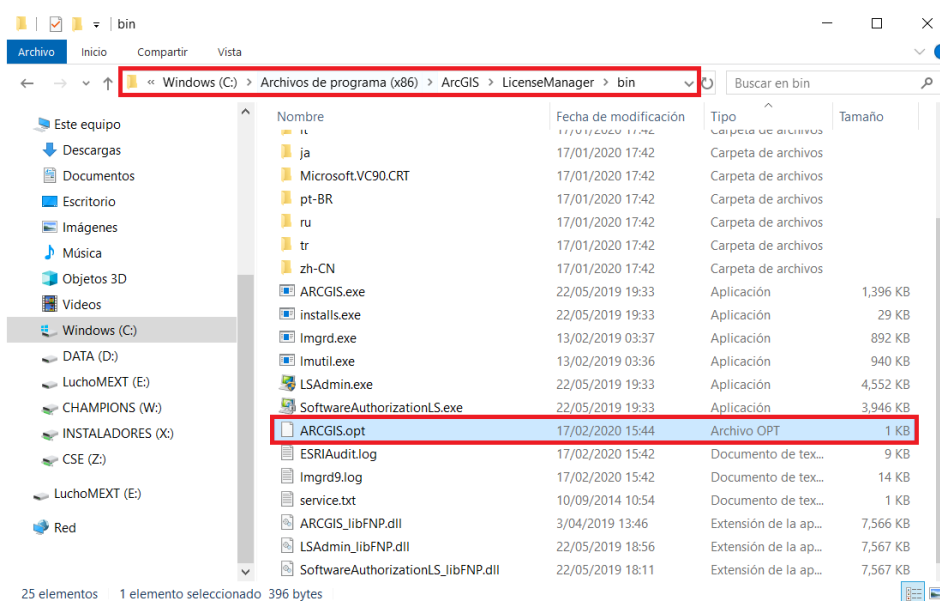 bin
Archivo Inicio Compartir Vista
« Windows (C:) > Archivos de programa (x86) > ArcGIS > LicenseManager > bin
Buscar en bin
Este equipo
Descargas
Documentos
Escritorio
Imágenes
Música
Objetos 3D
Videos
Windows (C:)
DATA (D:)
LuchoMEXT (E:)
CHAMPIONS (W:)
INSTALADORES (X:)
CSE (Z:)
LuchoMEXT (E:)
Red
Nombre Fecha de modificación Tipo Tamaño
it 17/01/2020 17:42 Carpeta de archivos
ja 17/01/2020 17:42 Carpeta de archivos
Microsoft.VC90.CRT 17/01/2020 17:42 Carpeta de archivos
pt-BR 17/01/2020 17:42 Carpeta de archivos
ru 17/01/2020 17:42 Carpeta de archivos
tr 17/01/2020 17:42 Carpeta de archivos
zh-CN 17/01/2020 17:42 Carpeta de archivos
ARCGIS.exe 22/05/2019 19:33 Aplicación 1,396 KB
installs.exe 22/05/2019 19:33 Aplicación 29 KB
lmgrd.exe 13/02/2019 03:37 Aplicación 892 KB
lmutil.exe 13/02/2019 03:36 Aplicación 940 KB
LSAdmin.exe 22/05/2019 19:33 Aplicación 4,552 KB
SoftwareAuthorizationLS.exe 22/05/2019 19:33 Aplicación 3,946 KB
ARCGIS.opt 17/02/2020 15:44 Archivo OPT 1 KB
ESRIAudit.log 17/02/2020 15:42 Documento de tex... 9 KB
lmgrd9.log 17/02/2020 15:42 Documento de tex... 14 KB
service.txt 10/09/2014 10:54 Documento de tex... 1 KB
ARCGIS_libFNP.dll 3/04/2019 13:46 Extensión de la ap... 7,566 KB
LSAdmin_libFNP.dll 22/05/2019 18:56 Extensión de la ap... 7,567 KB
SoftwareAuthorizationLS_libFNP.dll 22/05/2019 18:11 Extensión de la ap... 7,567 KB
25 elementos 1 elemento seleccionado 396 bytes